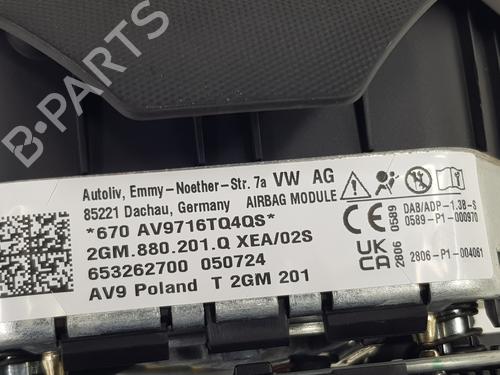 B-PARTS
Autoliv, Emmy-Noether-Str. 7a VW AG
85221 Dachau, Germany AIRBAG MODULE
*670 AV9716TQ4QS*
2GM.880.201.Q XEA/02S
653262700 050724
AV9 Poland T 2GM 201
0589
DAB/ADP-1.3B-S
0589-P1-000970
UK
CA
2806
2806-P1-004061